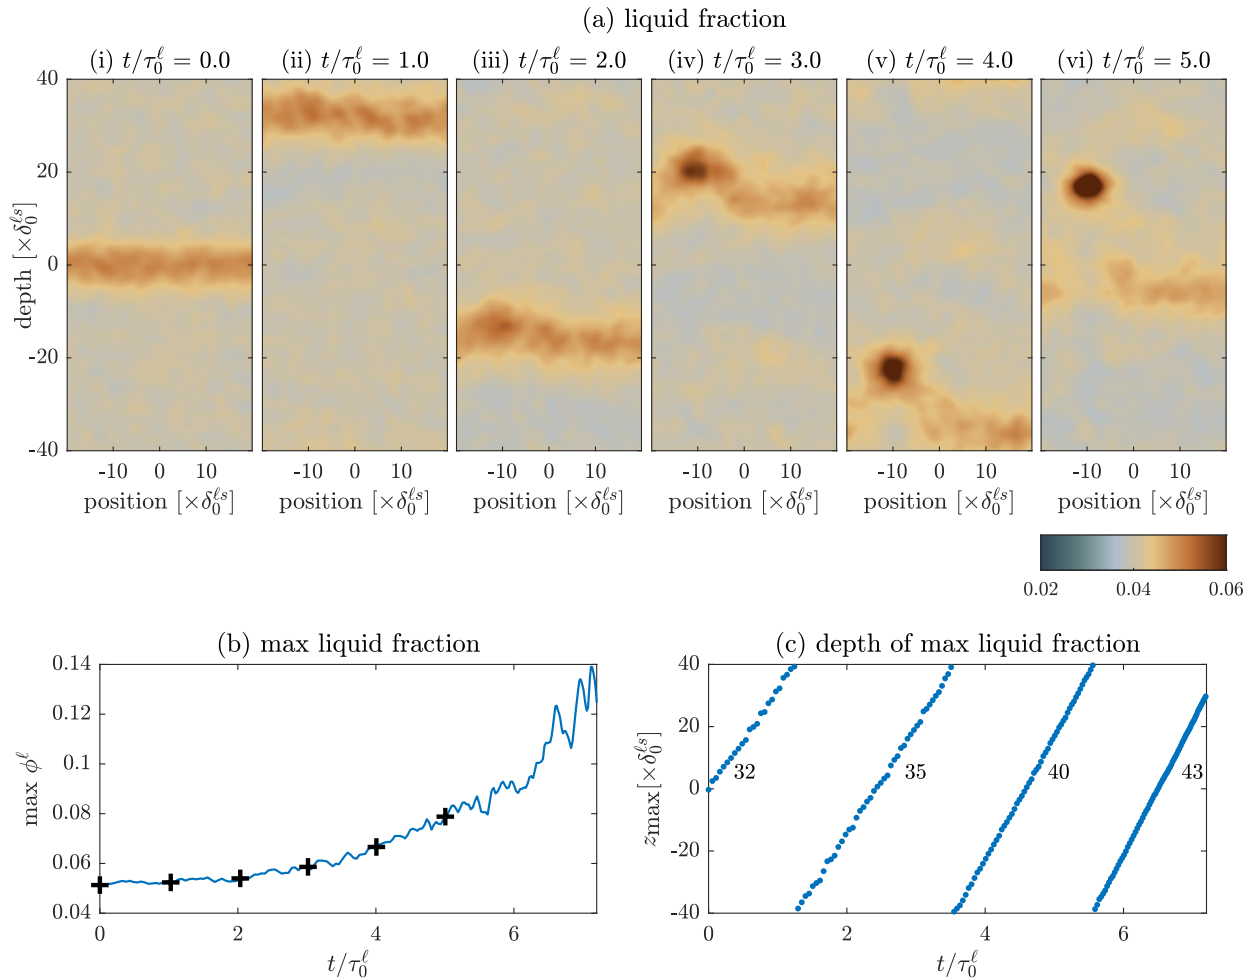 (a) liquid fraction
(i) t/τ₀^ℓ = 0.0 (ii) t/τ₀^ℓ = 1.0 (iii) t/τ₀^ℓ = 2.0 (iv) t/τ₀^ℓ = 3.0 (v) t/τ₀^ℓ = 4.0 (vi) t/τ₀^ℓ = 5.0
40
20
0
-20
-40
depth [×δ₀^ℓs]
-10 0 10 -10 0 10 -10 0 10 -10 0 10 -10 0 10 -10 0 10
position [×δ₀^ℓs] position [×δ₀^ℓs] position [×δ₀^ℓs] position [×δ₀^ℓs] position [×δ₀^ℓs] position [×δ₀^ℓs]
0.02 0.04 0.06
(b) max liquid fraction
0.14
0.12
0.1
0.08
0.06
0.04
max ϕ^ℓ
0 2 4 6
t/τ₀^ℓ
(c) depth of max liquid fraction
40
20
0
-20
-40
zmax[×δ₀^ℓs]
32 35 40 43
0 2 4 6
t/τ₀^ℓ